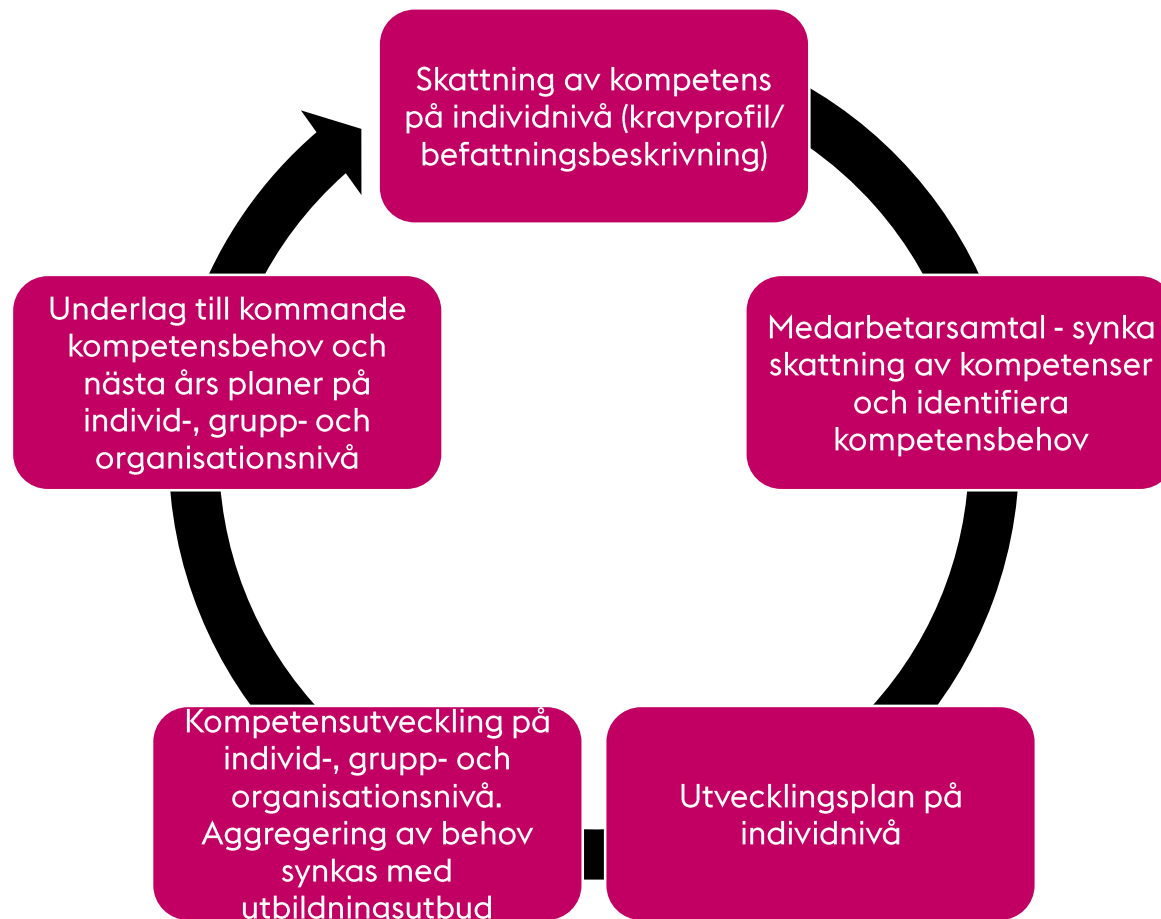 Skattning av kompetens
på individnivå (kravprofil/
befattningsbeskrivning)
Medarbetarsamtal - synka
skattning av kompetenser
och identifiera
kompetensbehov
Utvecklingsplan på
individnivå
Kompetensutveckling på
individ-, grupp- och
organisationsnivå.
Aggregering av behov
synkas med
utbildningsutbud
Underlag till kommande
kompetensbehov och
nästa års planer på
individ-, grupp- och
organisationsnivå